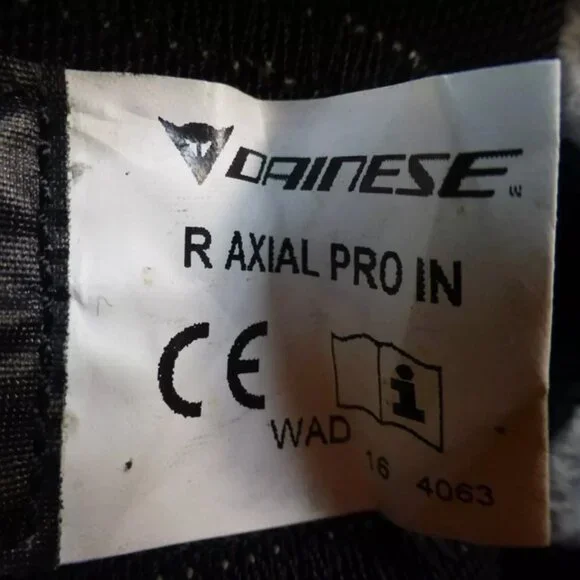 DAINESE
R AXIAL PRO IN
CE
i
WAD
16 4063